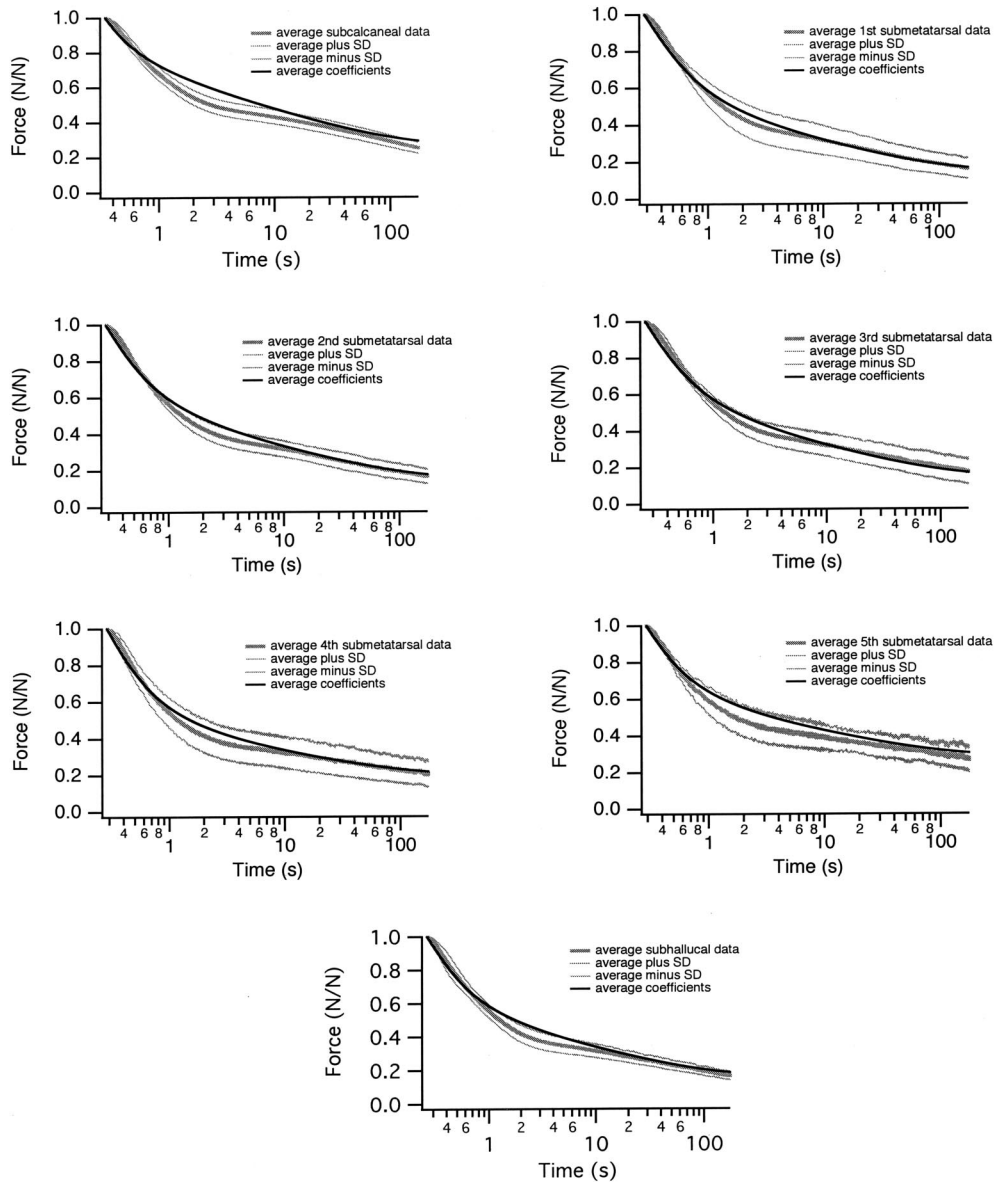 1.0
0.8
0.6
0.4
0.2
0.0
Force (N/N)
average subcalcaneal data
average plus SD
average minus SD
average coefficients
4 6 2 4 6 8 2 4 6 8
1 10 100
Time (s)
1.0
0.8
0.6
0.4
0.2
0.0
Force (N/N)
average 1st submetatarsal data
average plus SD
average minus SD
average coefficients
4 6 8 2 4 6 8 2 4 6 8
1 10 100
Time (s)
1.0
0.8
0.6
0.4
0.2
0.0
Force (N/N)
average 2nd submetatarsal data
average plus SD
average minus SD
average coefficients
4 6 8 2 4 6 8 2 4 6 8
1 10 100
Time (s)
1.0
0.8
0.6
0.4
0.2
0.0
Force (N/N)
average 3rd submetatarsal data
average plus SD
average minus SD
average coefficients
4 6 8 2 4 6 8 2 4 6 8
1 10 100
Time (s)
1.0
0.8
0.6
0.4
0.2
0.0
Force (N/N)
average 4th submetatarsal data
average plus SD
average minus SD
average coefficients
4 6 8 2 4 6 8 2 4 6 8
1 10 100
Time (s)
1.0
0.8
0.6
0.4
0.2
0.0
Force (N/N)
average 5th submetatarsal data
average plus SD
average minus SD
average coefficients
4 6 8 2 4 6 8 2 4 6 8
1 10 100
Time (s)
1.0
0.8
0.6
0.4
0.2
0.0
Force (N/N)
average subhallucal data
average plus SD
average minus SD
average coefficients
4 6 2 4 6 8 2 4 6 8
1 10 100
Time (s)